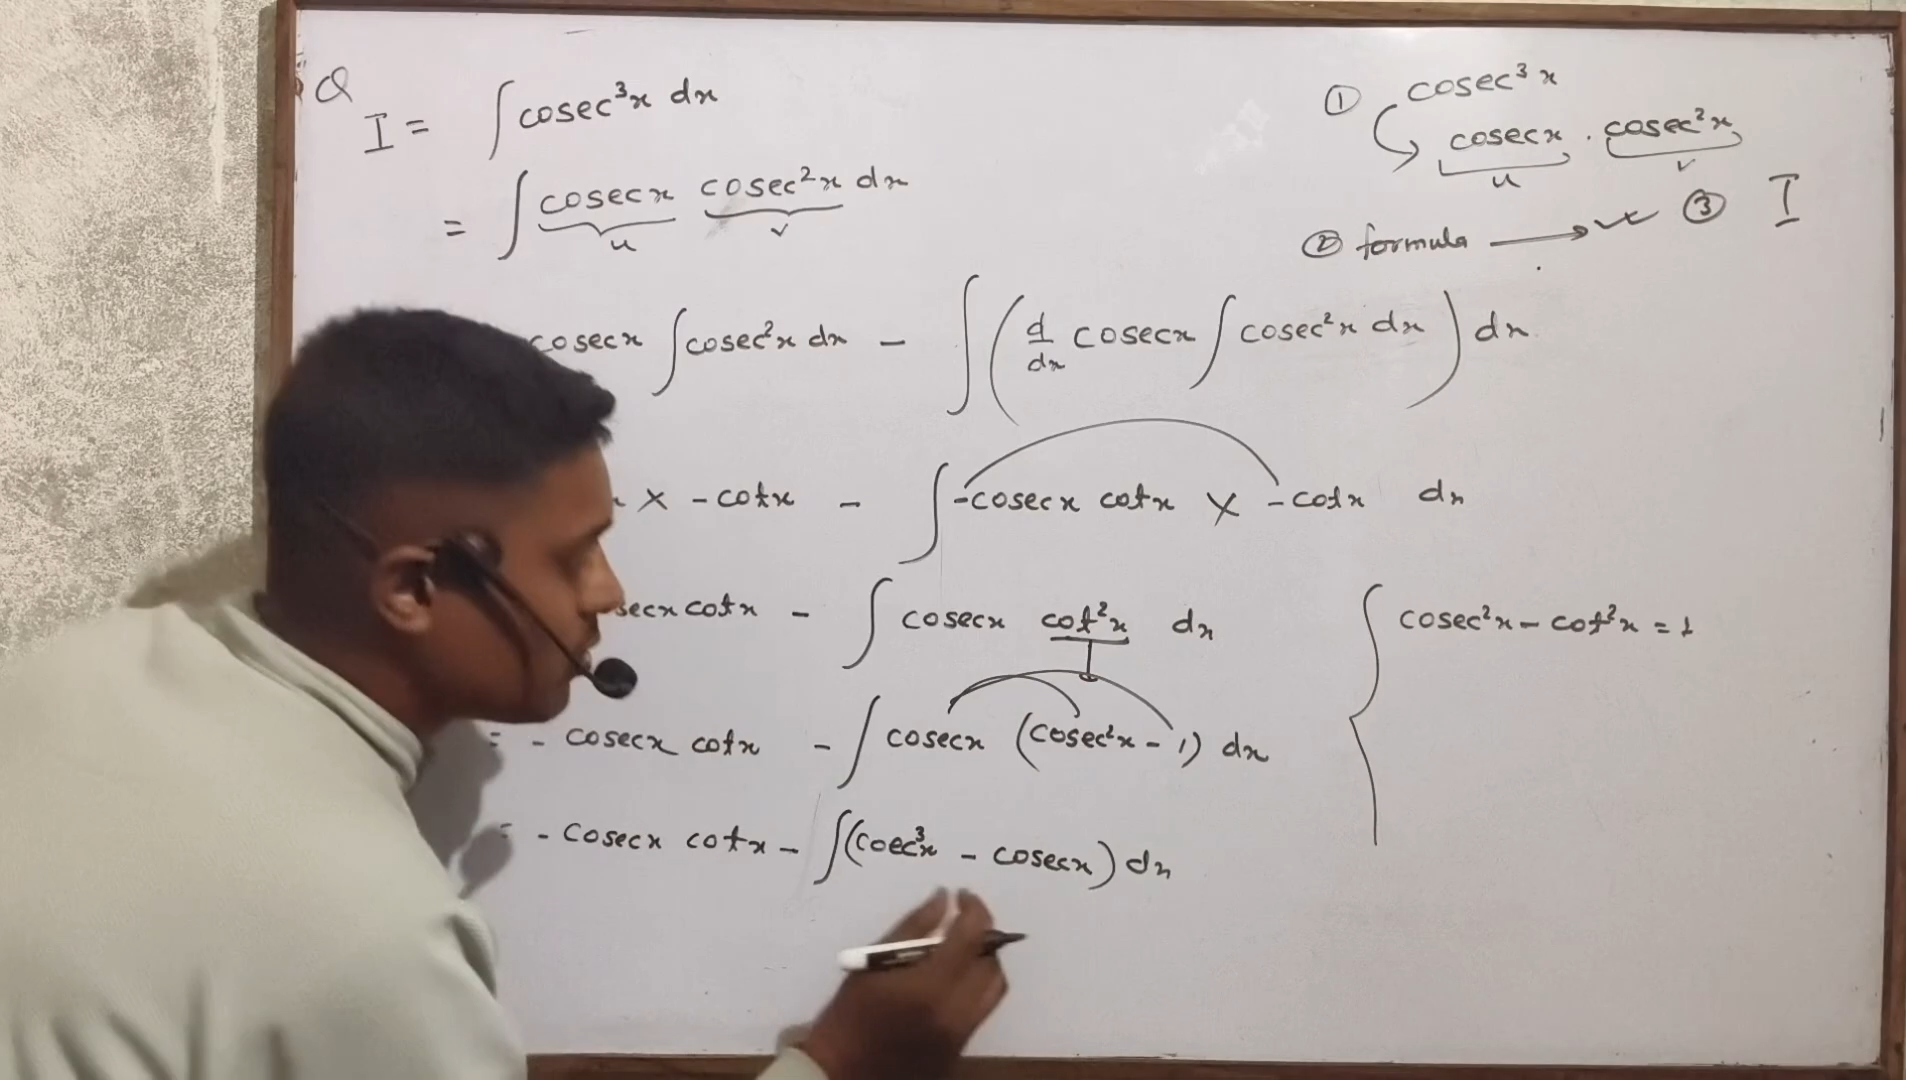 Q
I = ∫ cosec³x dx
= ∫ cosecx cosec²x dx
u v
cosecx ∫ cosec²x dx - ∫ ( d/dx cosecx ∫ cosec²x dx ) dx
x × - cotx - ∫ -cosecx cotx × - cotx dx
secx cotx - ∫ cosecx cot²x dx
= - cosecx cotx - ∫ cosecx (cosec²x - 1) dx
= - cosecx cotx - ∫(coec³x - cosecx) dx
① cosec³x
cosecx . cosec²x
u v
② formula → ③ I
cosec²x - cot²x = 1